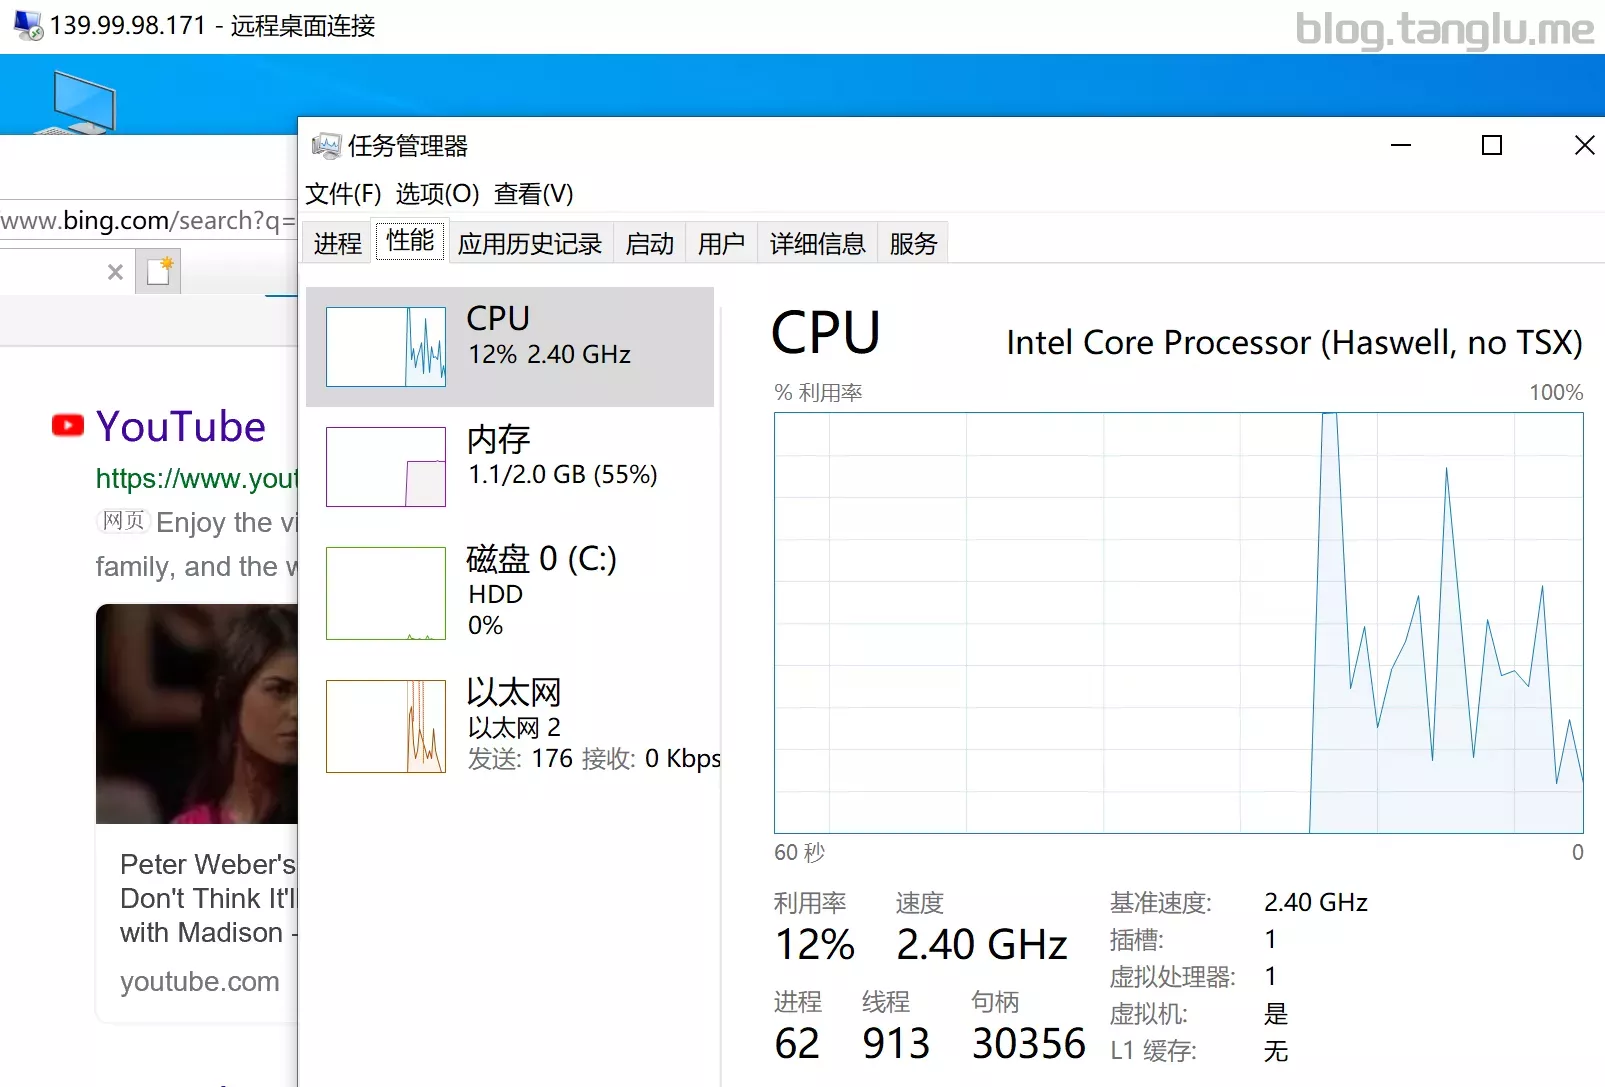 139.99.98.171 - 远程桌面连接
blog.tanglu.me
任务管理器
文件(F) 选项(O) 查看(V)
www.bing.com/search?q=
进程 性能 应用历史记录 启动 用户 详细信息 服务
CPU
12% 2.40 GHz
内存
1.1/2.0 GB (55%)
磁盘 0 (C:)
HDD
0%
以太网
以太网 2
发送: 176 接收: 0 Kbps
CPU
Intel Core Processor (Haswell, no TSX)
% 利用率 100%
60 秒 0
利用率 速度
12% 2.40 GHz
进程 线程 句柄
62 913 30356
基准速度: 2.40 GHz
插槽: 1
虚拟处理器: 1
虚拟机: 是
L1 缓存: 无
YouTube
https://www.yout
网页 Enjoy the vi
family, and the w
Peter Weber's
Don't Think It'll
with Madison -
youtube.com